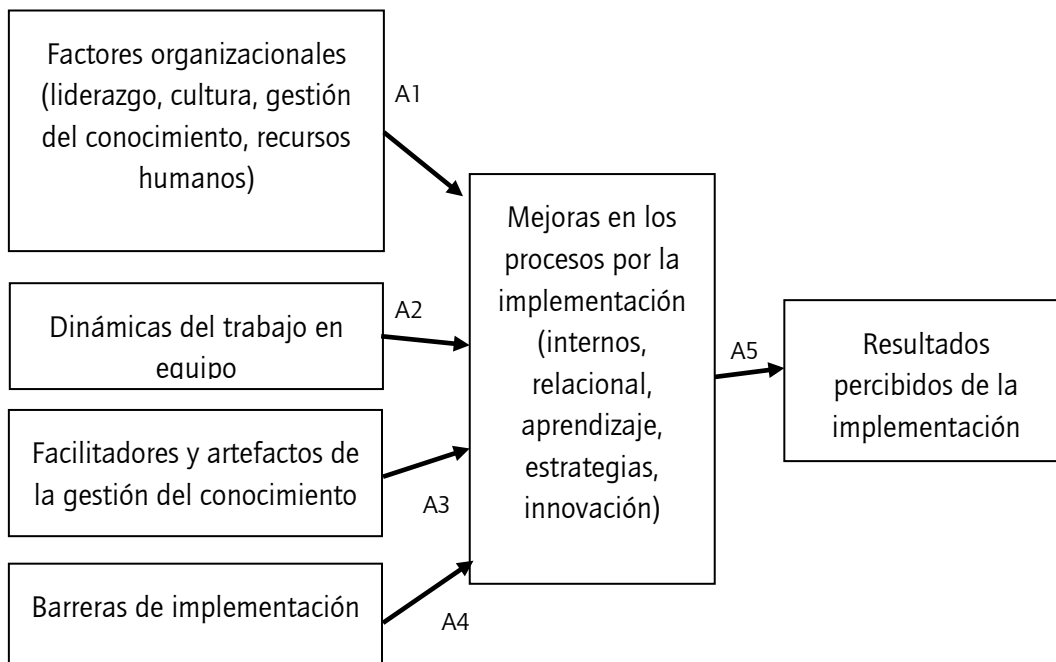 Factores organizacionales
(liderazgo, cultura, gestión
del conocimiento, recursos
humanos)
A1
Dinámicas del trabajo en
equipo
A2
Facilitadores y artefactos de
la gestión del conocimiento
A3
Barreras de implementación
A4
Mejoras en los
procesos por la
implementación
(internos,
relacional,
aprendizaje,
estrategias,
innovación)
A5
Resultados
percibidos de la
implementación